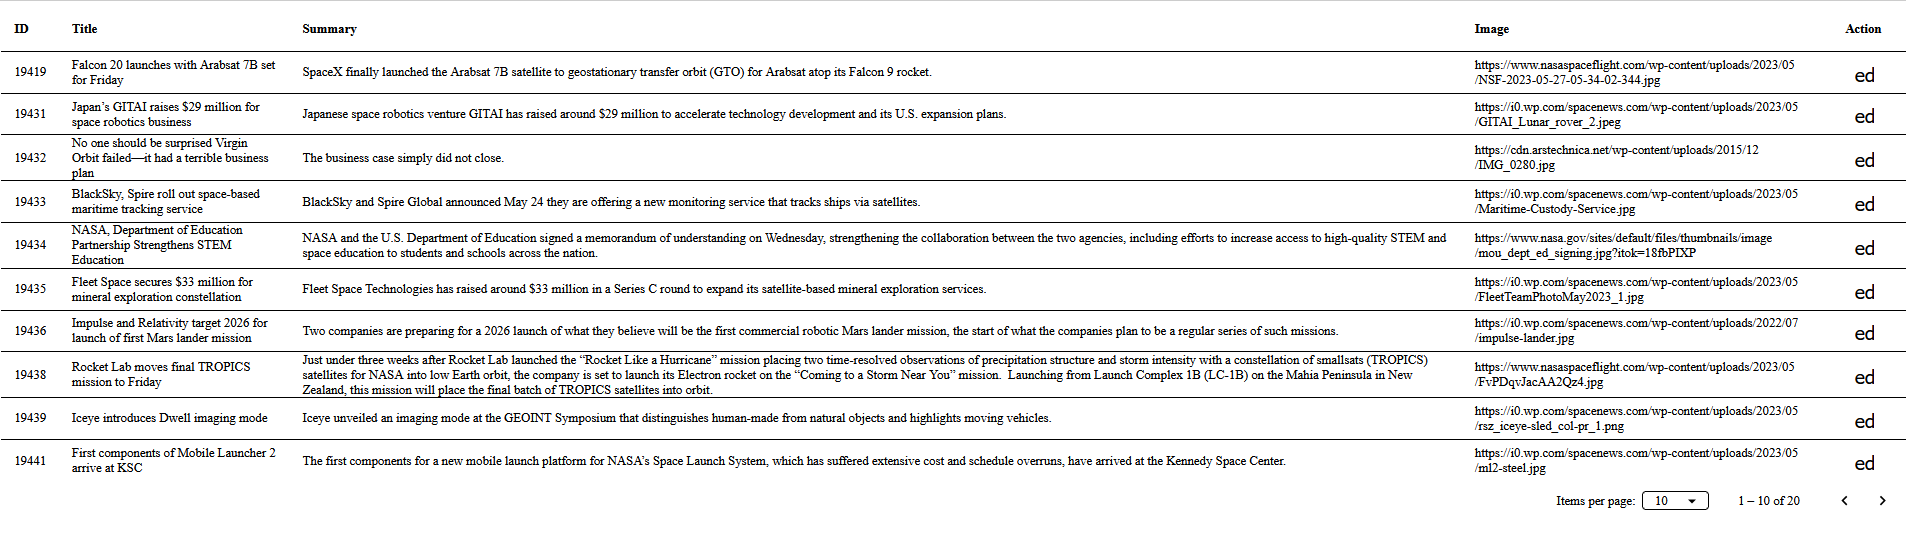 ID Title Summary Image Action
19419 Falcon 20 launches with Arabsat 7B set for Friday SpaceX finally launched the Arabsat 7B satellite to geostationary transfer orbit (GTO) for Arabsat atop its Falcon 9 rocket. https://www.nasaspaceflight.com/wp-content/uploads/2023/05/NSF-2023-05-27-05-34-02-344.jpg ed
19431 Japan’s GITAI raises $29 million for space robotics business Japanese space robotics venture GITAI has raised around $29 million to accelerate technology development and its U.S. expansion plans. https://i0.wp.com/spacenews.com/wp-content/uploads/2023/05/GITAI_Lunar_rover_2.jpeg ed
19432 No one should be surprised Virgin Orbit failed—it had a terrible business plan The business case simply did not close. https://cdn.arstechnica.net/wp-content/uploads/2015/12/IMG_0280.jpg ed
19433 BlackSky, Spire roll out space-based maritime tracking service BlackSky and Spire Global announced May 24 they are offering a new monitoring service that tracks ships via satellites. https://i0.wp.com/spacenews.com/wp-content/uploads/2023/05/Maritime-Custody-Service.jpg ed
19434 NASA, Department of Education Partnership Strengthens STEM Education NASA and the U.S. Department of Education signed a memorandum of understanding on Wednesday, strengthening the collaboration between the two agencies, including efforts to increase access to high-quality STEM and space education to students and schools across the nation. https://www.nasa.gov/sites/default/files/thumbnails/image/mou_dept_ed_signing.jpg?itok=18fbPIXP ed
19435 Fleet Space secures $33 million for mineral exploration constellation Fleet Space Technologies has raised around $33 million in a Series C round to expand its satellite-based mineral exploration services. https://i0.wp.com/spacenews.com/wp-content/uploads/2023/05/FleetTeamPhotoMay2023_1.jpg ed
19436 Impulse and Relativity target 2026 for launch of first Mars lander mission Two companies are preparing for a 2026 launch of what they believe will be the first commercial robotic Mars lander mission, the start of what the companies plan to be a regular series of such missions. https://i0.wp.com/spacenews.com/wp-content/uploads/2022/07/impulse-lander.jpg ed
19438 Rocket Lab moves final TROPICS mission to Friday Just under three weeks after Rocket Lab launched the “Rocket Like a Hurricane” mission placing two time-resolved observations of precipitation structure and storm intensity with a constellation of smallsats (TROPICS) satellites for NASA into low Earth orbit, the company is set to launch its Electron rocket on the “Coming to a Storm Near You” mission. Launching from Launch Complex 1B (LC-1B) on the Mahia Peninsula in New Zealand, this mission will place the final batch of TROPICS satellites into orbit. https://www.nasaspaceflight.com/wp-content/uploads/2023/05/FvPDqvJacAA2Qz4.jpg ed
19439 Iceye introduces Dwell imaging mode Iceye unveiled an imaging mode at the GEOINT Symposium that distinguishes human-made from natural objects and highlights moving vehicles. https://i0.wp.com/spacenews.com/wp-content/uploads/2023/05/rsz_iceye-sled_col-pr_1.png ed
19441 First components of Mobile Launcher 2 arrive at KSC The first components for a new mobile launch platform for NASA’s Space Launch System, which has suffered extensive cost and schedule overruns, have arrived at the Kennedy Space Center. https://i0.wp.com/spacenews.com/wp-content/uploads/2023/05/ml2-steel.jpg ed
Items per page: 10 1 – 10 of 20